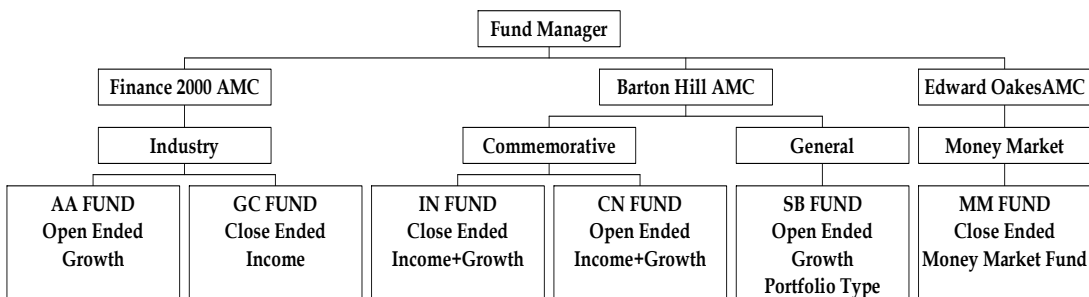 Fund Manager
Finance 2000 AMC
Barton Hill AMC
Edward OakesAMC
Industry
Commemorative
General
Money Market
AA FUND
Open Ended
Growth
GC FUND
Close Ended
Income
IN FUND
Close Ended
Income+Growth
CN FUND
Open Ended
Income+Growth
SB FUND
Open Ended
Growth
Portfolio Type
MM FUND
Close Ended
Money Market Fund